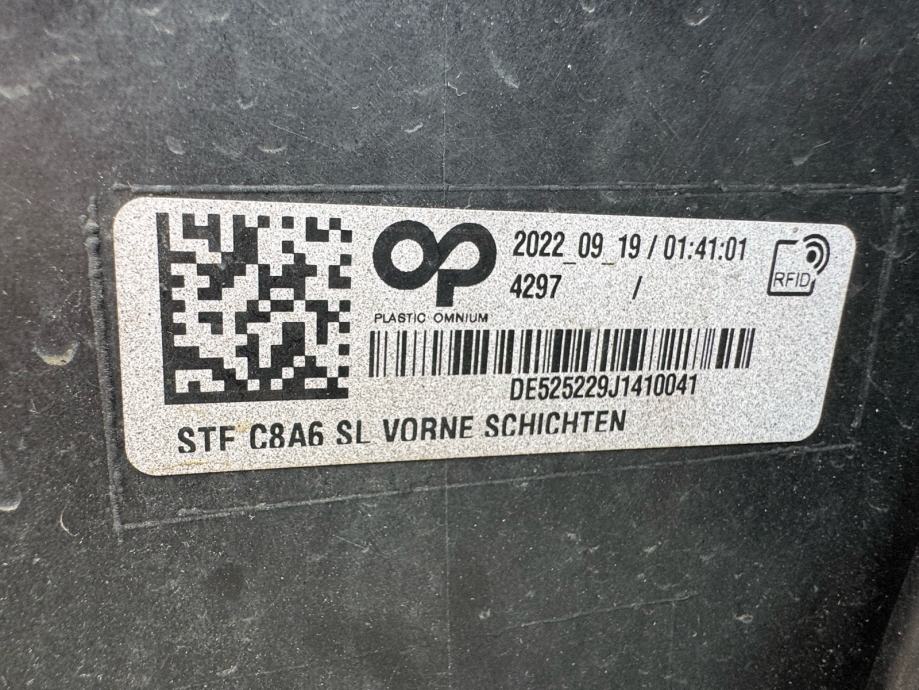 OP
PLASTIC OMNIUM
2022_09_19 / 01:41:01
4297 /
RFID
DE525229J1410041
STF C8A6 SL VORNE SCHICHTEN